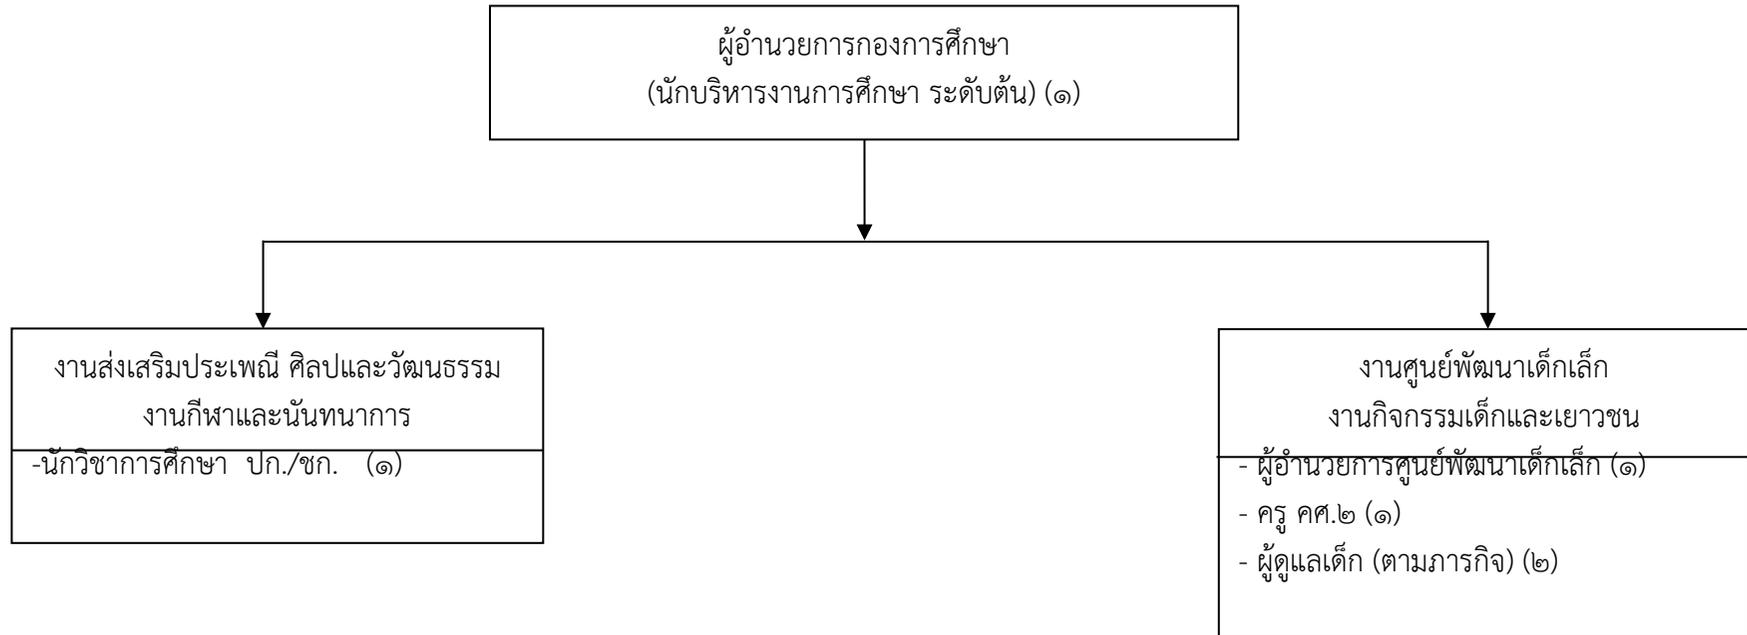 ผู้อำนวยการกองการศึกษา
(นักบริหารงานการศึกษา ระดับต้น) (๑)
งานส่งเสริมประเพณี ศิลปและวัฒนธรรม
งานกีฬาและนันทนาการ
-นักวิชาการศึกษา ปก./ชก. (๑)
งานศูนย์พัฒนาเด็กเล็ก
งานกิจกรรมเด็กและเยาวชน
- ผู้อำนวยการศูนย์พัฒนาเด็กเล็ก (๑)
- ครู คศ.๒ (๑)
- ผู้ดูแลเด็ก (ตามภารกิจ) (๒)